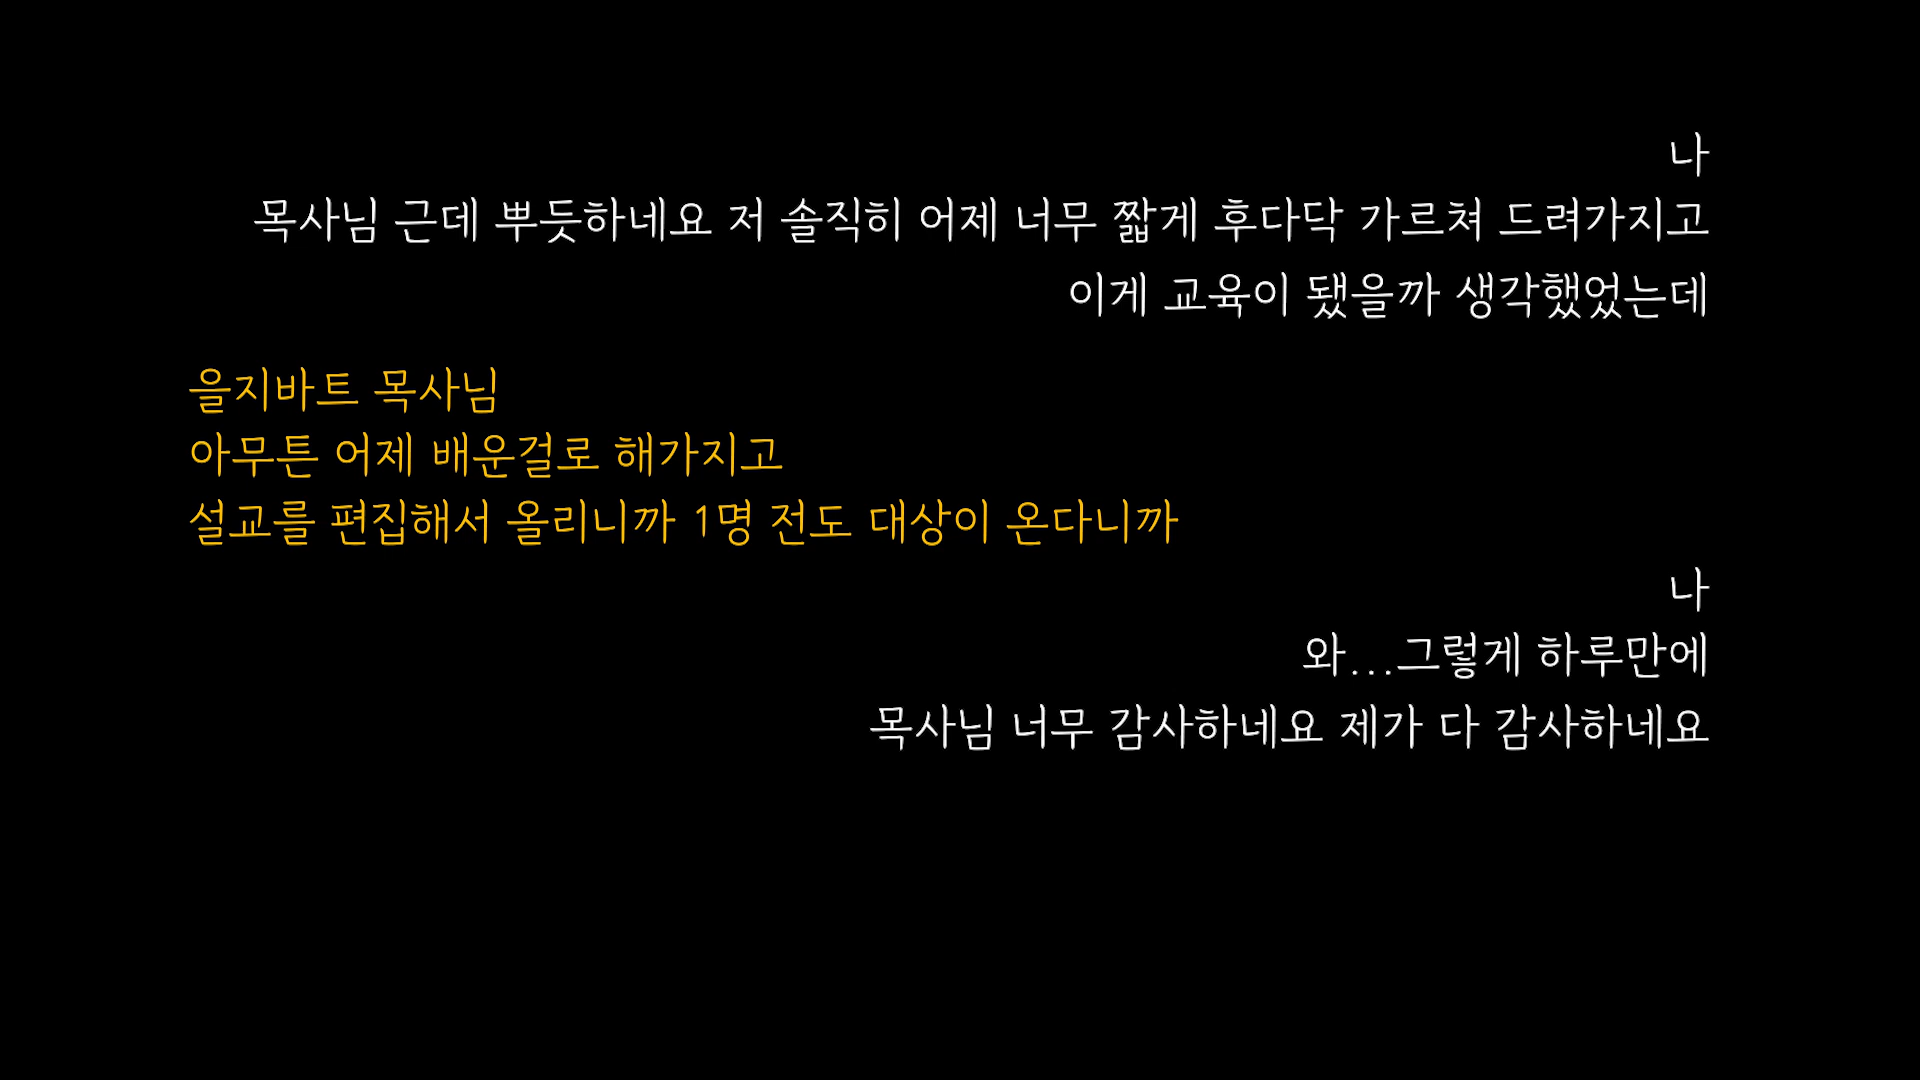 나
목사님 근데 뿌듯하네요 저 솔직히 어제 너무 짧게 후다닥 가르쳐 드려가지고
이게 교육이 됐을까 생각했었는데
을지바트 목사님
아무튼 어제 배운걸로 해가지고
설교를 편집해서 올리니까 1명 전도 대상이 온다니까
나
와...그렇게 하루만에
목사님 너무 감사하네요 제가 다 감사하네요